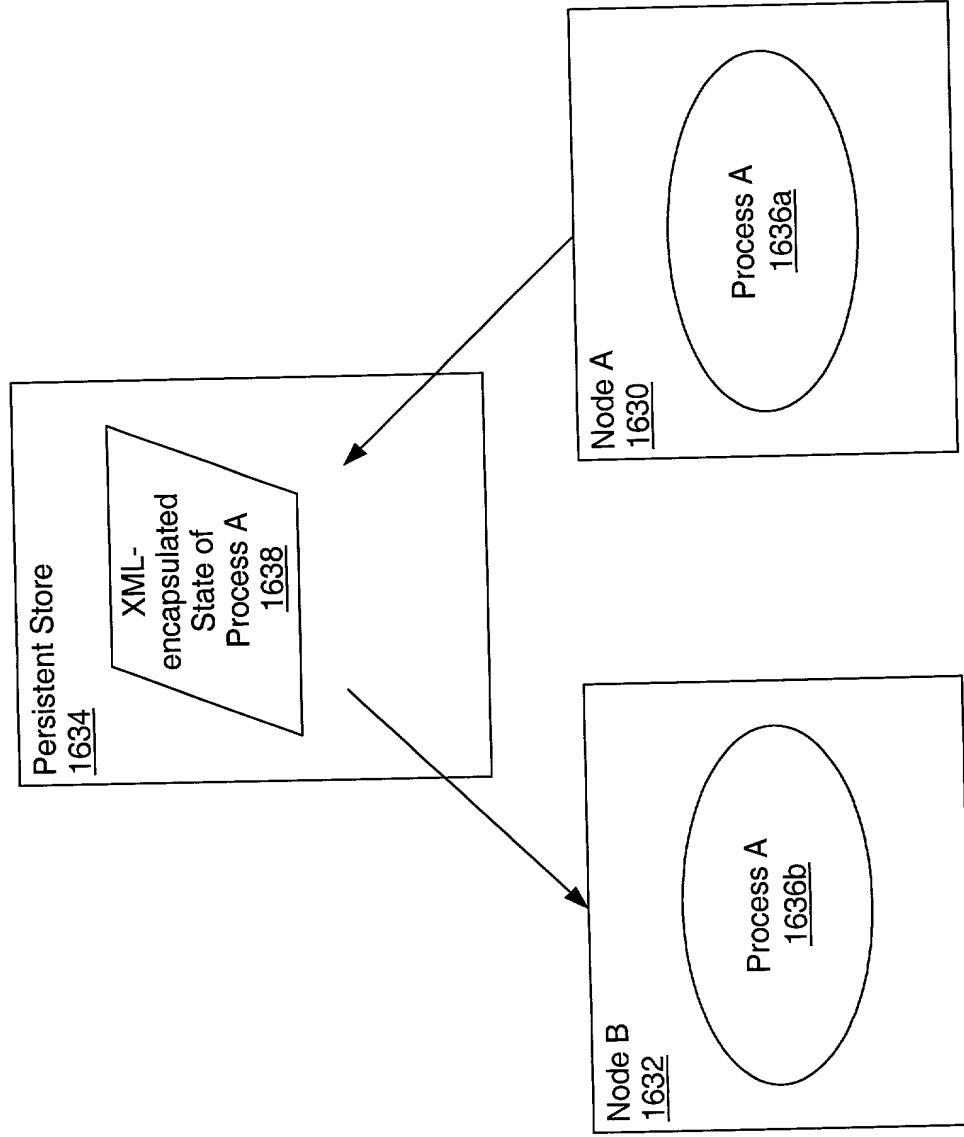 Persistent Store
1634
XML-
encapsulated
State of
Process A
1638
Node B
1632
Process A
1636b
Node A
1630
Process A
1636a